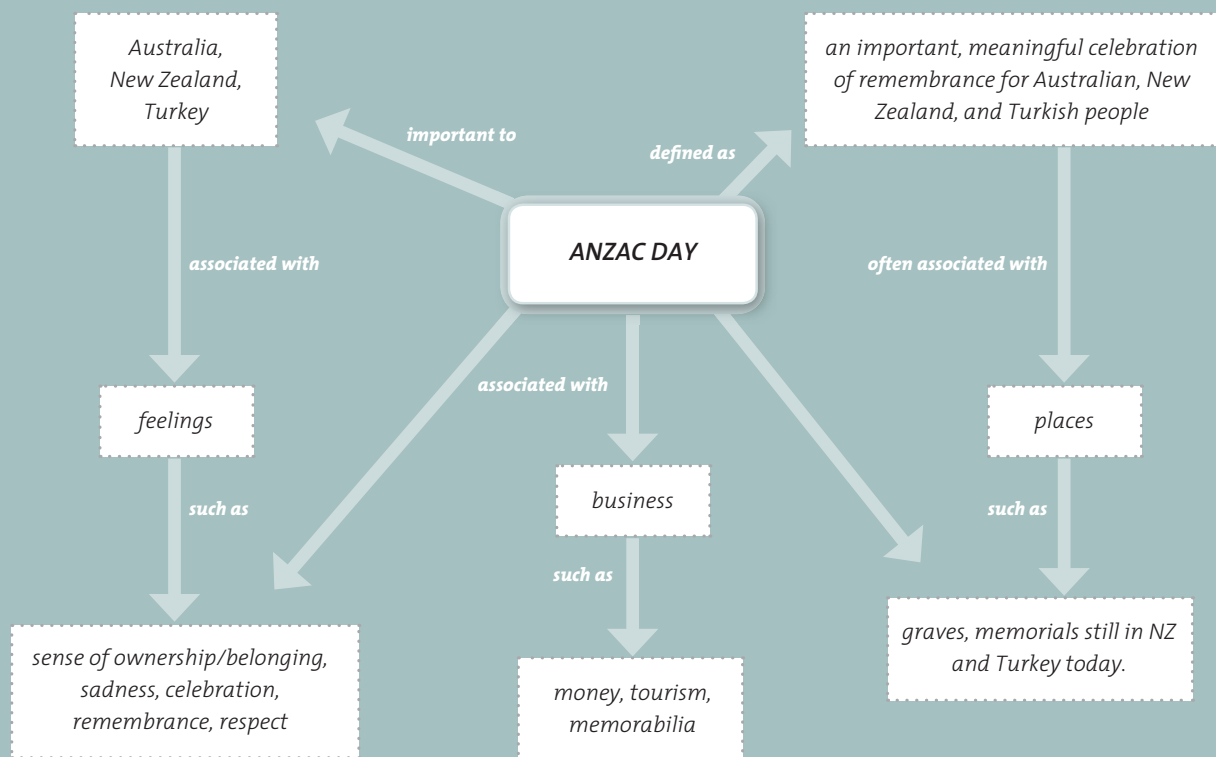 Australia,
New Zealand,
Turkey
an important, meaningful celebration
of remembrance for Australian, New
Zealand, and Turkish people
important to
defined as
ANZAC DAY
associated with
often associated with
associated with
feelings
places
business
such as
such as
such as
sense of ownership/belonging,
sadness, celebration,
remembrance, respect
money, tourism,
memorabilia
graves, memorials still in NZ
and Turkey today.